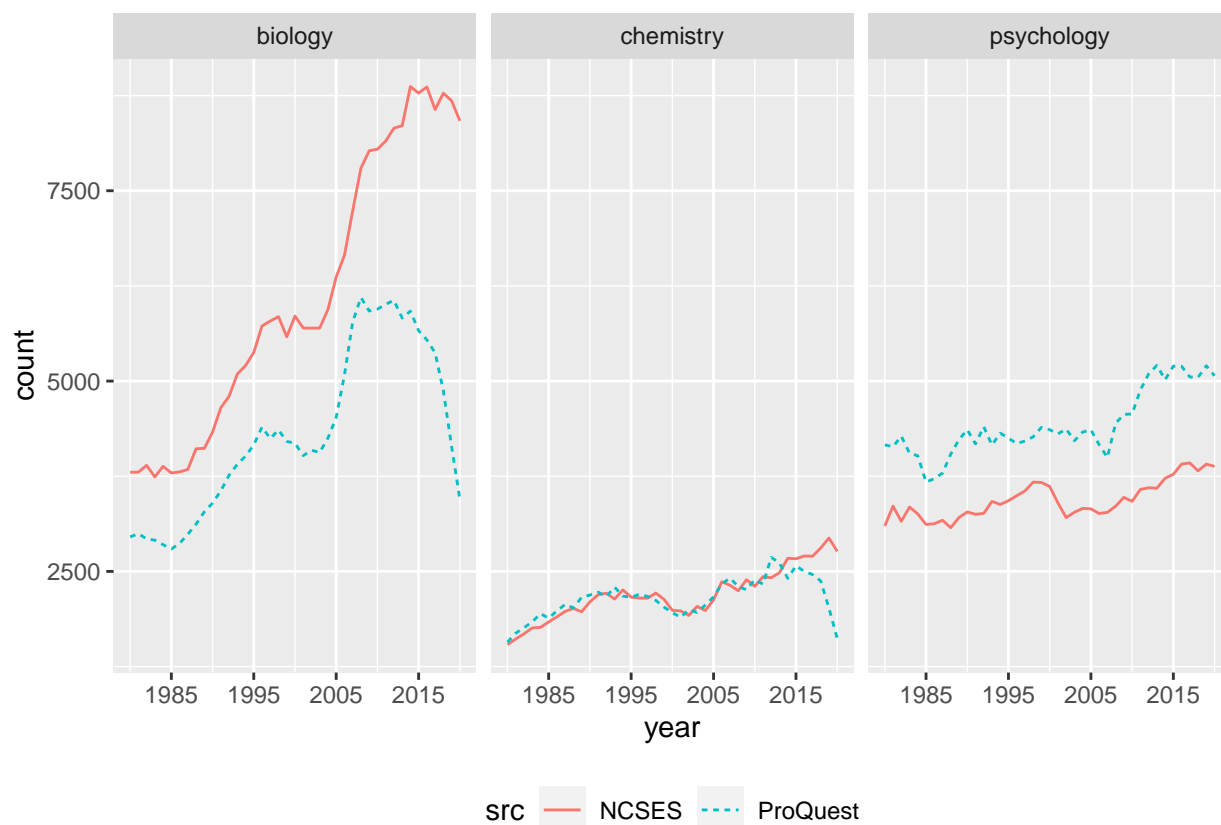 biology chemistry psychology
count
7500
5000
2500
1985 1995 2005 2015 1985 1995 2005 2015 1985 1995 2005 2015
year
src NCSES ProQuest